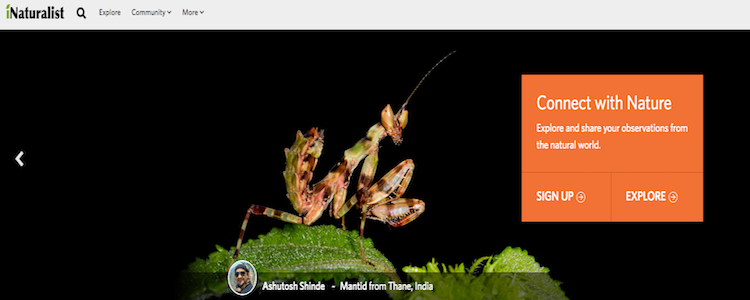 iNaturalist Explore Community More
Connect with Nature
Explore and share your observations from
the natural world.
SIGN UP EXPLORE
Ashutosh Shinde - Mantid from Thane, India